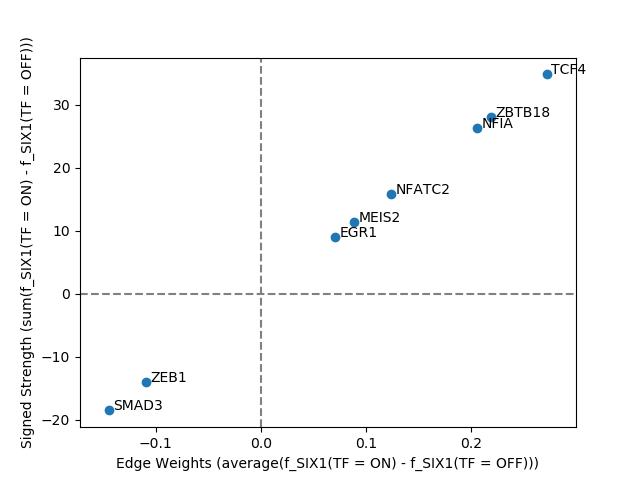 Signed Strength (sum(f_SIX1(TF = ON) - f_SIX1(TF = OFF)))
30
20
10
0
−10
−20
TCF4
ZBTB18
NFIA
NFATC2
MEIS2
EGR1
ZEB1
SMAD3
−0.1
0.0
0.1
0.2
Edge Weights (average(f_SIX1(TF = ON) - f_SIX1(TF = OFF)))